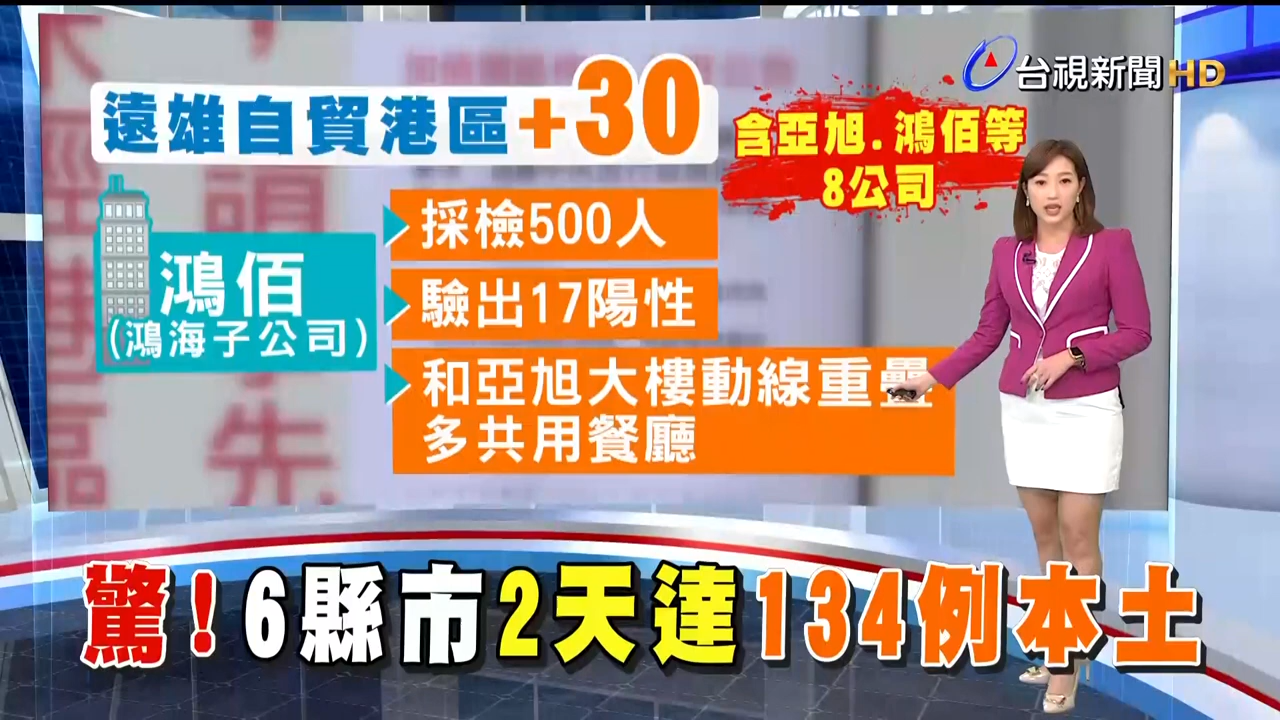 台視新聞HD
遠雄自貿港區+30
含亞旭.鴻佰等
8公司
鴻佰
(鴻海子公司)
採檢500人
驗出17陽性
和亞旭大樓動線重疊
多共用餐廳
驚!6縣市2天達134例本土